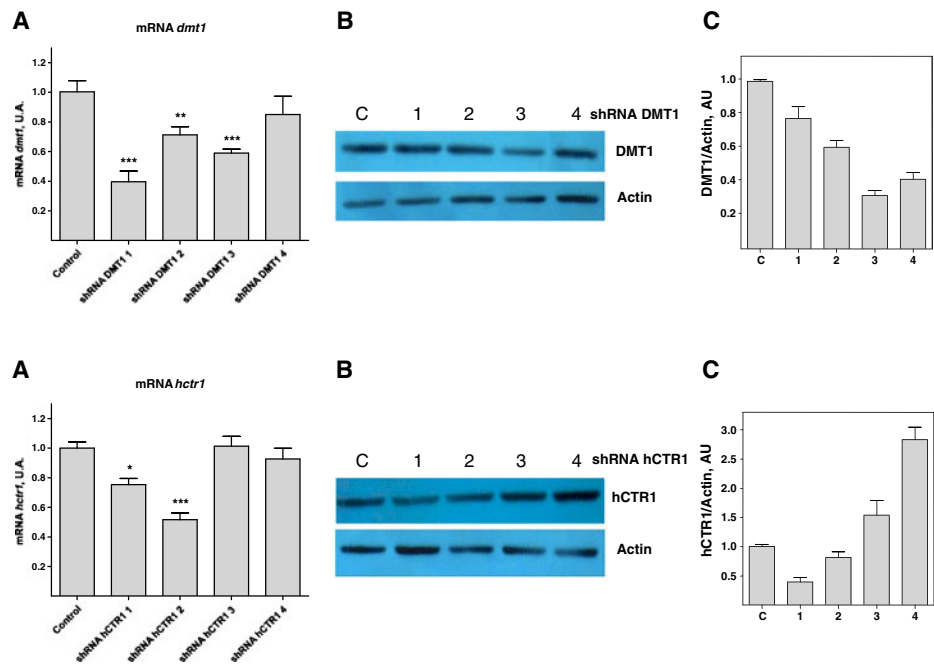 A
mRNA dmt1
mRNA dmt1, U.A.
1.2
1.0
0.8
0.6
0.4
0.2
***
**
***
Control
shRNA DMT1 1
shRNA DMT1 2
shRNA DMT1 3
shRNA DMT1 4
B
C 1 2 3 4 shRNA DMT1
DMT1
Actin
C
DMT1/Actin, AU
1.0
0.8
0.6
0.4
0.2
C 1 2 3 4
A
mRNA hctr1
mRNA hctr1, U.A.
1.2
1.0
0.8
0.6
0.4
0.2
*
***
Control
shRNA hCTR1 1
shRNA hCTR1 2
shRNA hCTR1 3
shRNA hCTR1 4
B
C 1 2 3 4 shRNA hCTR1
hCTR1
Actin
C
hCTR1/Actin, AU
3.0
2.0
1.0
0.5
C 1 2 3 4